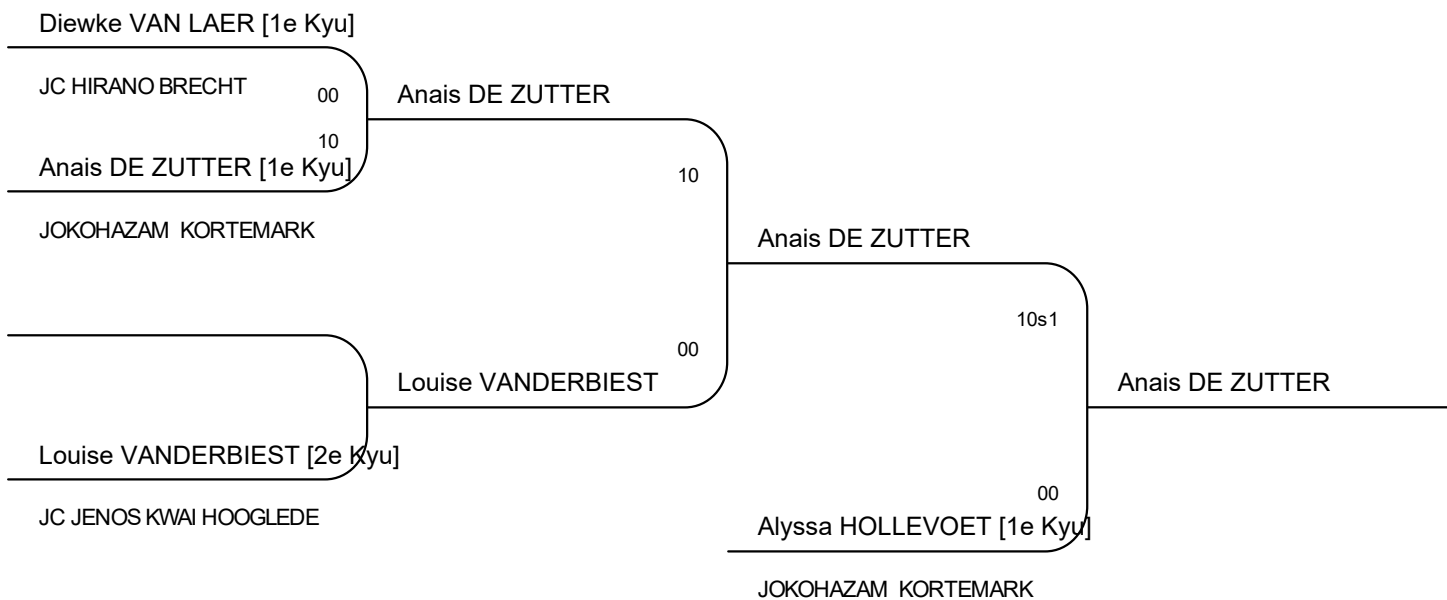 Diewke VAN LAER [1e Kyu]
JC HIRANO BRECHT
00
10
Anais DE ZUTTER [1e Kyu]
JOKOHAZAM KORTEMARK
Louise VANDERBIEST [2e Kyu]
JC JENOS KWAI HOOGLEDE
Anais DE ZUTTER
10
00
Louise VANDERBIEST
Anais DE ZUTTER
10s1
00
Alyssa HOLLEVOET [1e Kyu]
JOKOHAZAM KORTEMARK
Anais DE ZUTTER